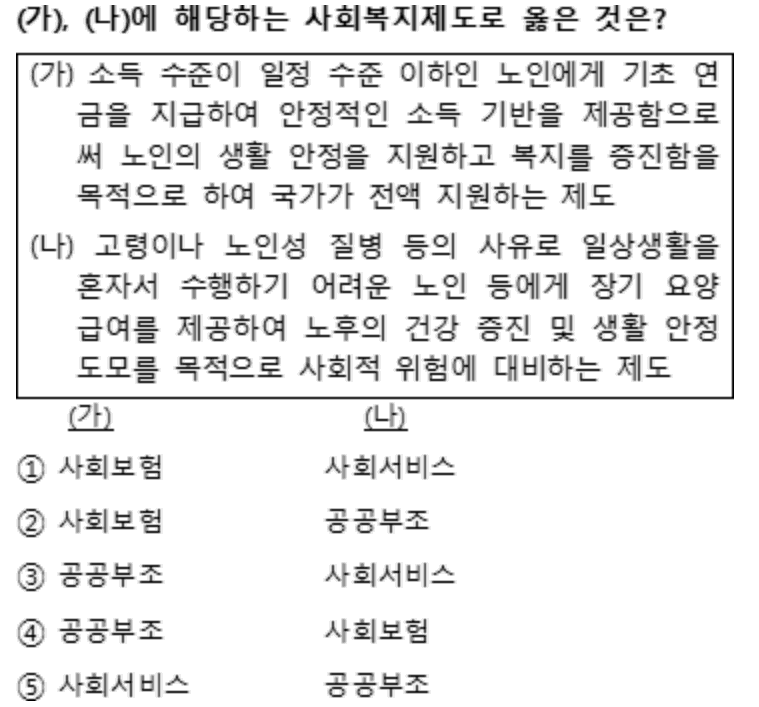 (가), (나)에 해당하는 사회복지제도로 옳은 것은?
(가) 소득 수준이 일정 수준 이하인 노인에게 기초 연
금을 지급하여 안정적인 소득 기반을 제공함으로
써 노인의 생활 안정을 지원하고 복지를 증진함을
목적으로 하여 국가가 전액 지원하는 제도
(나) 고령이나 노인성 질병 등의 사유로 일상생활을
혼자서 수행하기 어려운 노인 등에게 장기 요양
급여를 제공하여 노후의 건강 증진 및 생활 안정
도모를 목적으로 사회적 위험에 대비하는 제도
(가) (나)
① 사회보험 사회서비스
② 사회보험 공공부조
③ 공공부조 사회서비스
④ 공공부조 사회보험
⑤ 사회서비스 공공부조